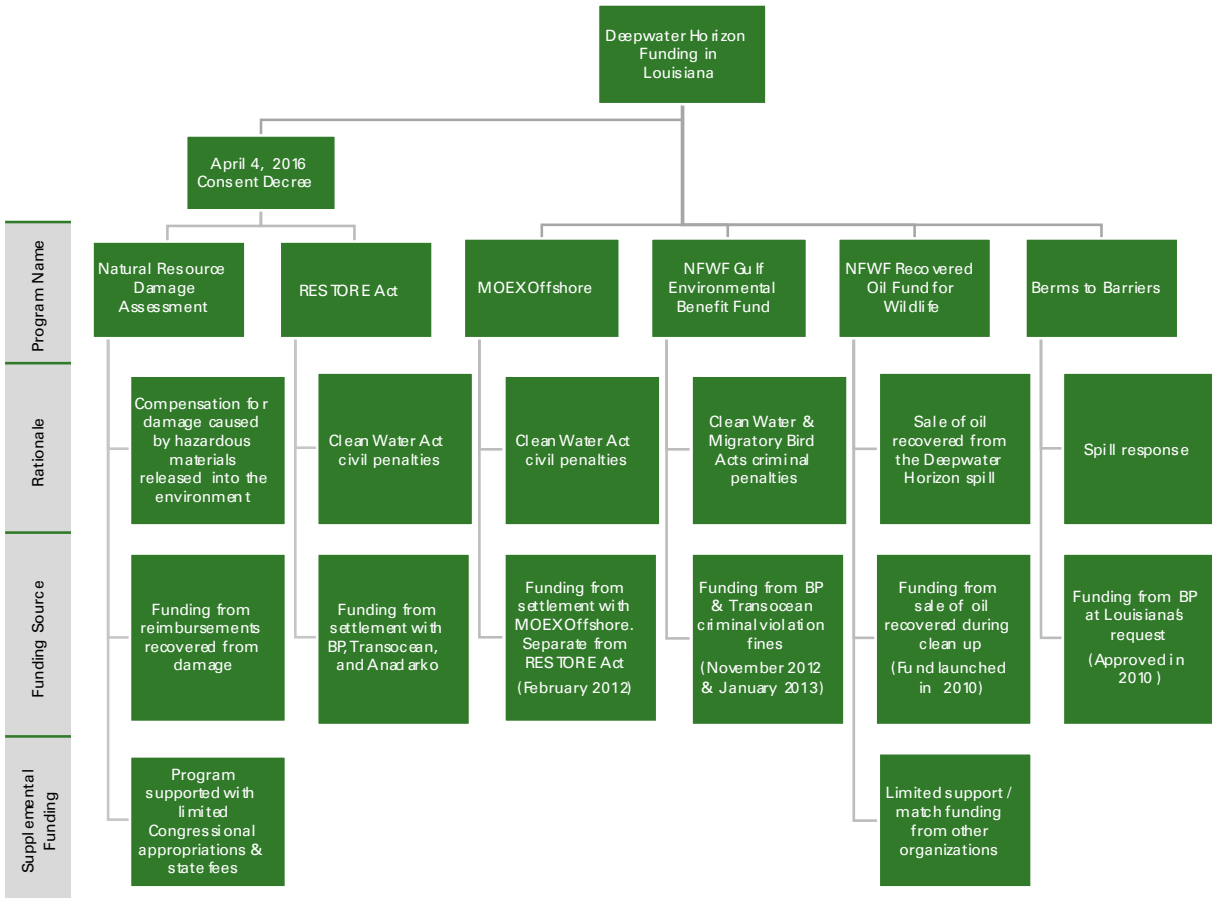 Deepwater Horizon
Funding in
Louisiana
April 4, 2016
Consent Decree
Program Name
Natural Resource
Damage
Assessment
RESTORE Act
MOEX Offshore
NFWF Gulf
Environmental
Benefit Fund
NFWF Recovered
Oil Fund for
Wildlife
Berms to Barriers
Rationale
Compensation for
damage caused
by hazardous
materials
released into the
environment
Clean Water Act
civil penalties
Clean Water Act
civil penalties
Clean Water &
Migratory Bird
Acts criminal
penalties
Sale of oil
recovered from
the Deepwater
Horizon spill
Spill response
Funding Source
Funding from
reimbursements
recovered from
damage
Funding from
settlement with
BP, Transocean,
and Anadarko
Funding from
settlement with
MOEX Offshore.
Separate from
RESTORE Act
(February 2012)
Funding from BP
& Transocean
criminal violation
fines
(November 2012
& January 2013)
Funding from
sale of oil
recovered during
clean up
(Fund launched
in 2010)
Funding from BP
at Louisiana's
request
(Approved in
2010)
Supplemental
Funding
Program
supported with
limited
Congressional
appropriations &
state fees
Limited support /
match funding
from other
organizations